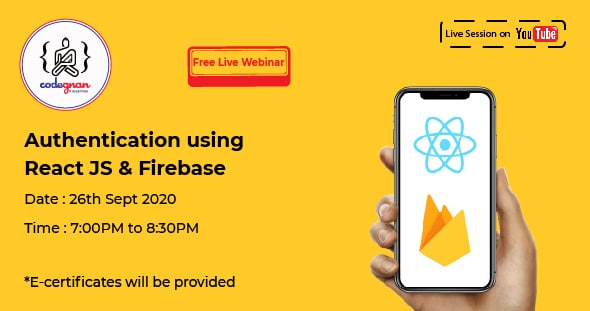 codegnan
Free Live Webinar
Live Session on YouTube
Authentication using
React JS & Firebase
Date : 26th Sept 2020
Time : 7:00PM to 8:30PM
*E-certificates will be provided